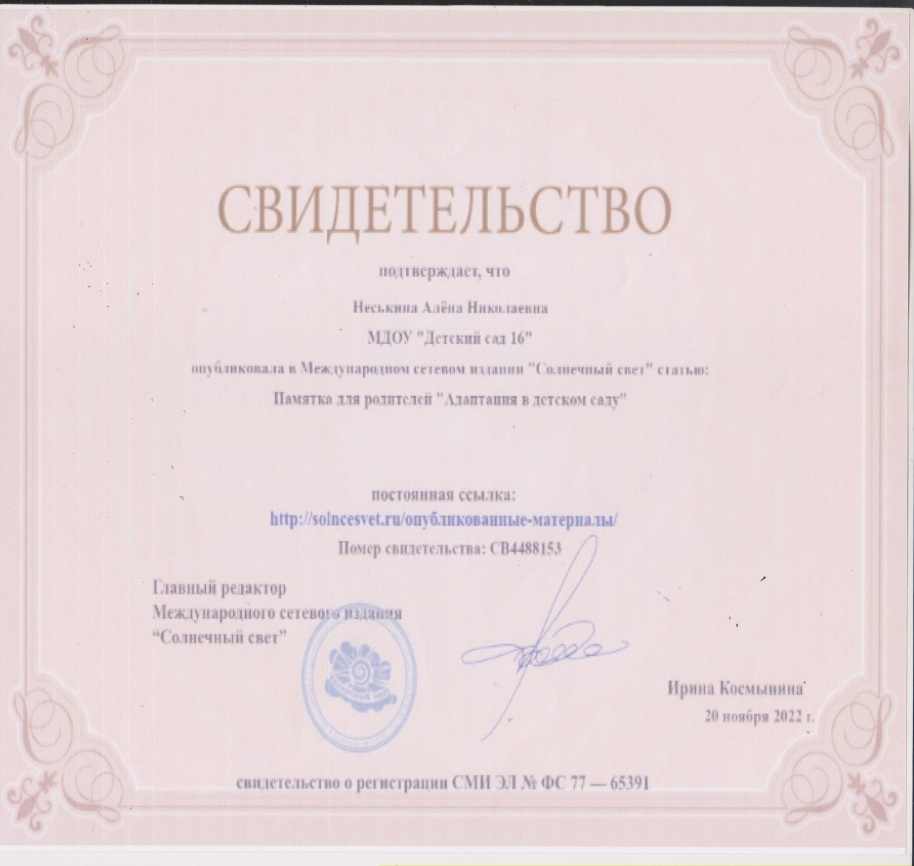 СВИДЕТЕЛЬСТВО
подтверждает, что
Неськина Алёна Николаевна
МДОУ "Детский сад 16"
опубликовала в Международном сетевом издании "Солнечный свет" статью:
Памятка для родителей "Адаптация в детском саду"
постоянная ссылка:
http://solncesvet.ru/опубликованные-материалы/
Номер свидетельства: СВ4488153
Главный редактор
Международного сетевого издания
“Солнечный свет”
Ирина Космынина
20 ноября 2022 г.
свидетельство о регистрации СМИ ЭЛ № ФС 77 — 65391